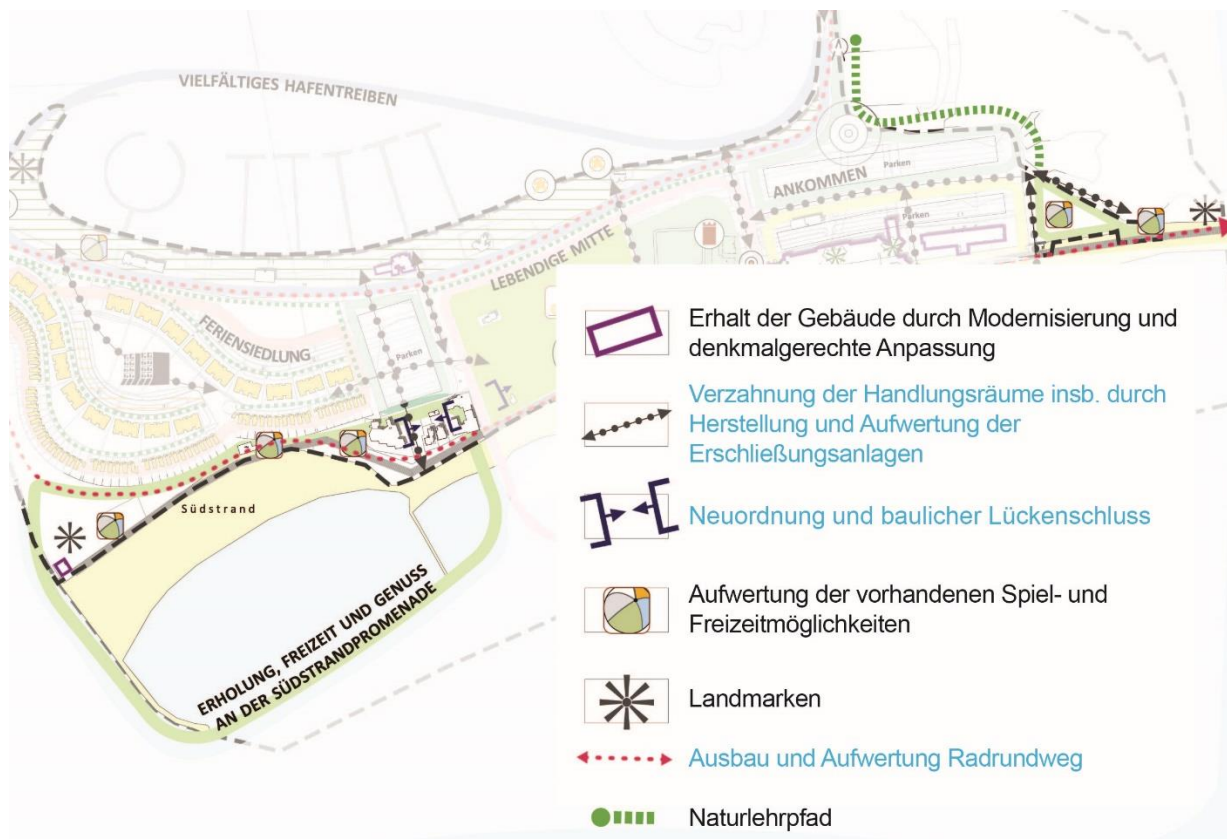 VIELFÄLTIGES HAFENTREIBEN
ANKOMMEN
Parken
Parken
LEBENDIGE MITTE
FERIENSIEDLUNG
Parken
Südstrand
ERHOLUNG, FREIZEIT UND GENUSS
AN DER SÜDSTRANDPROMENADE
Erhalt der Gebäude durch Modernisierung und
denkmalgerechte Anpassung
Verzahnung der Handlungsräume insb. durch
Herstellung und Aufwertung der
Erschließungsanlagen
Neuordnung und baulicher Lückenschluss
Aufwertung der vorhandenen Spiel- und
Freizeitmöglichkeiten
Landmarken
Ausbau und Aufwertung Radrundweg
Naturlehrpfad